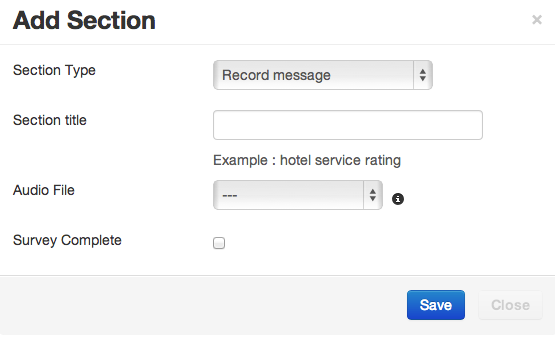 Add Section ×
Section Type Record message
Section title
Example : hotel service rating
Audio File ---
Survey Complete
Save Close